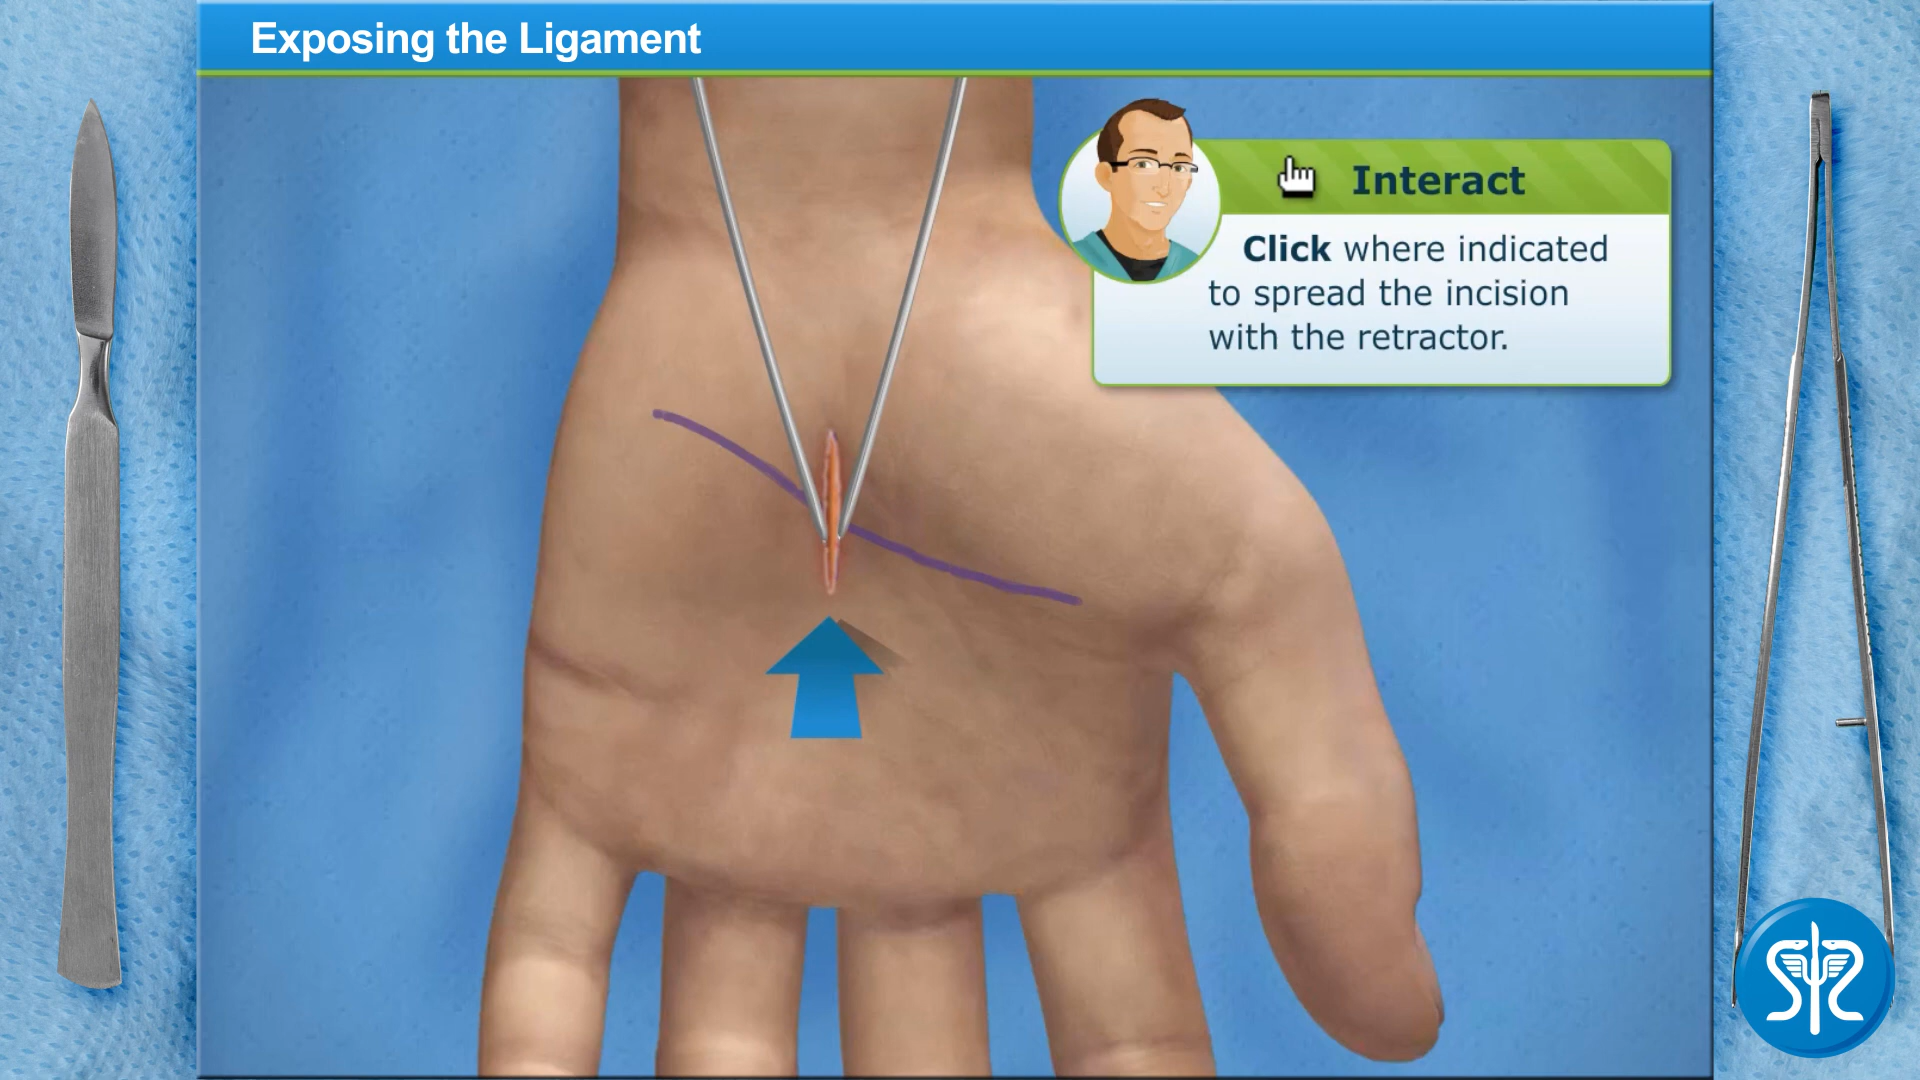 Exposing the Ligament
Interact
Click where indicated
to spread the incision
with the retractor.